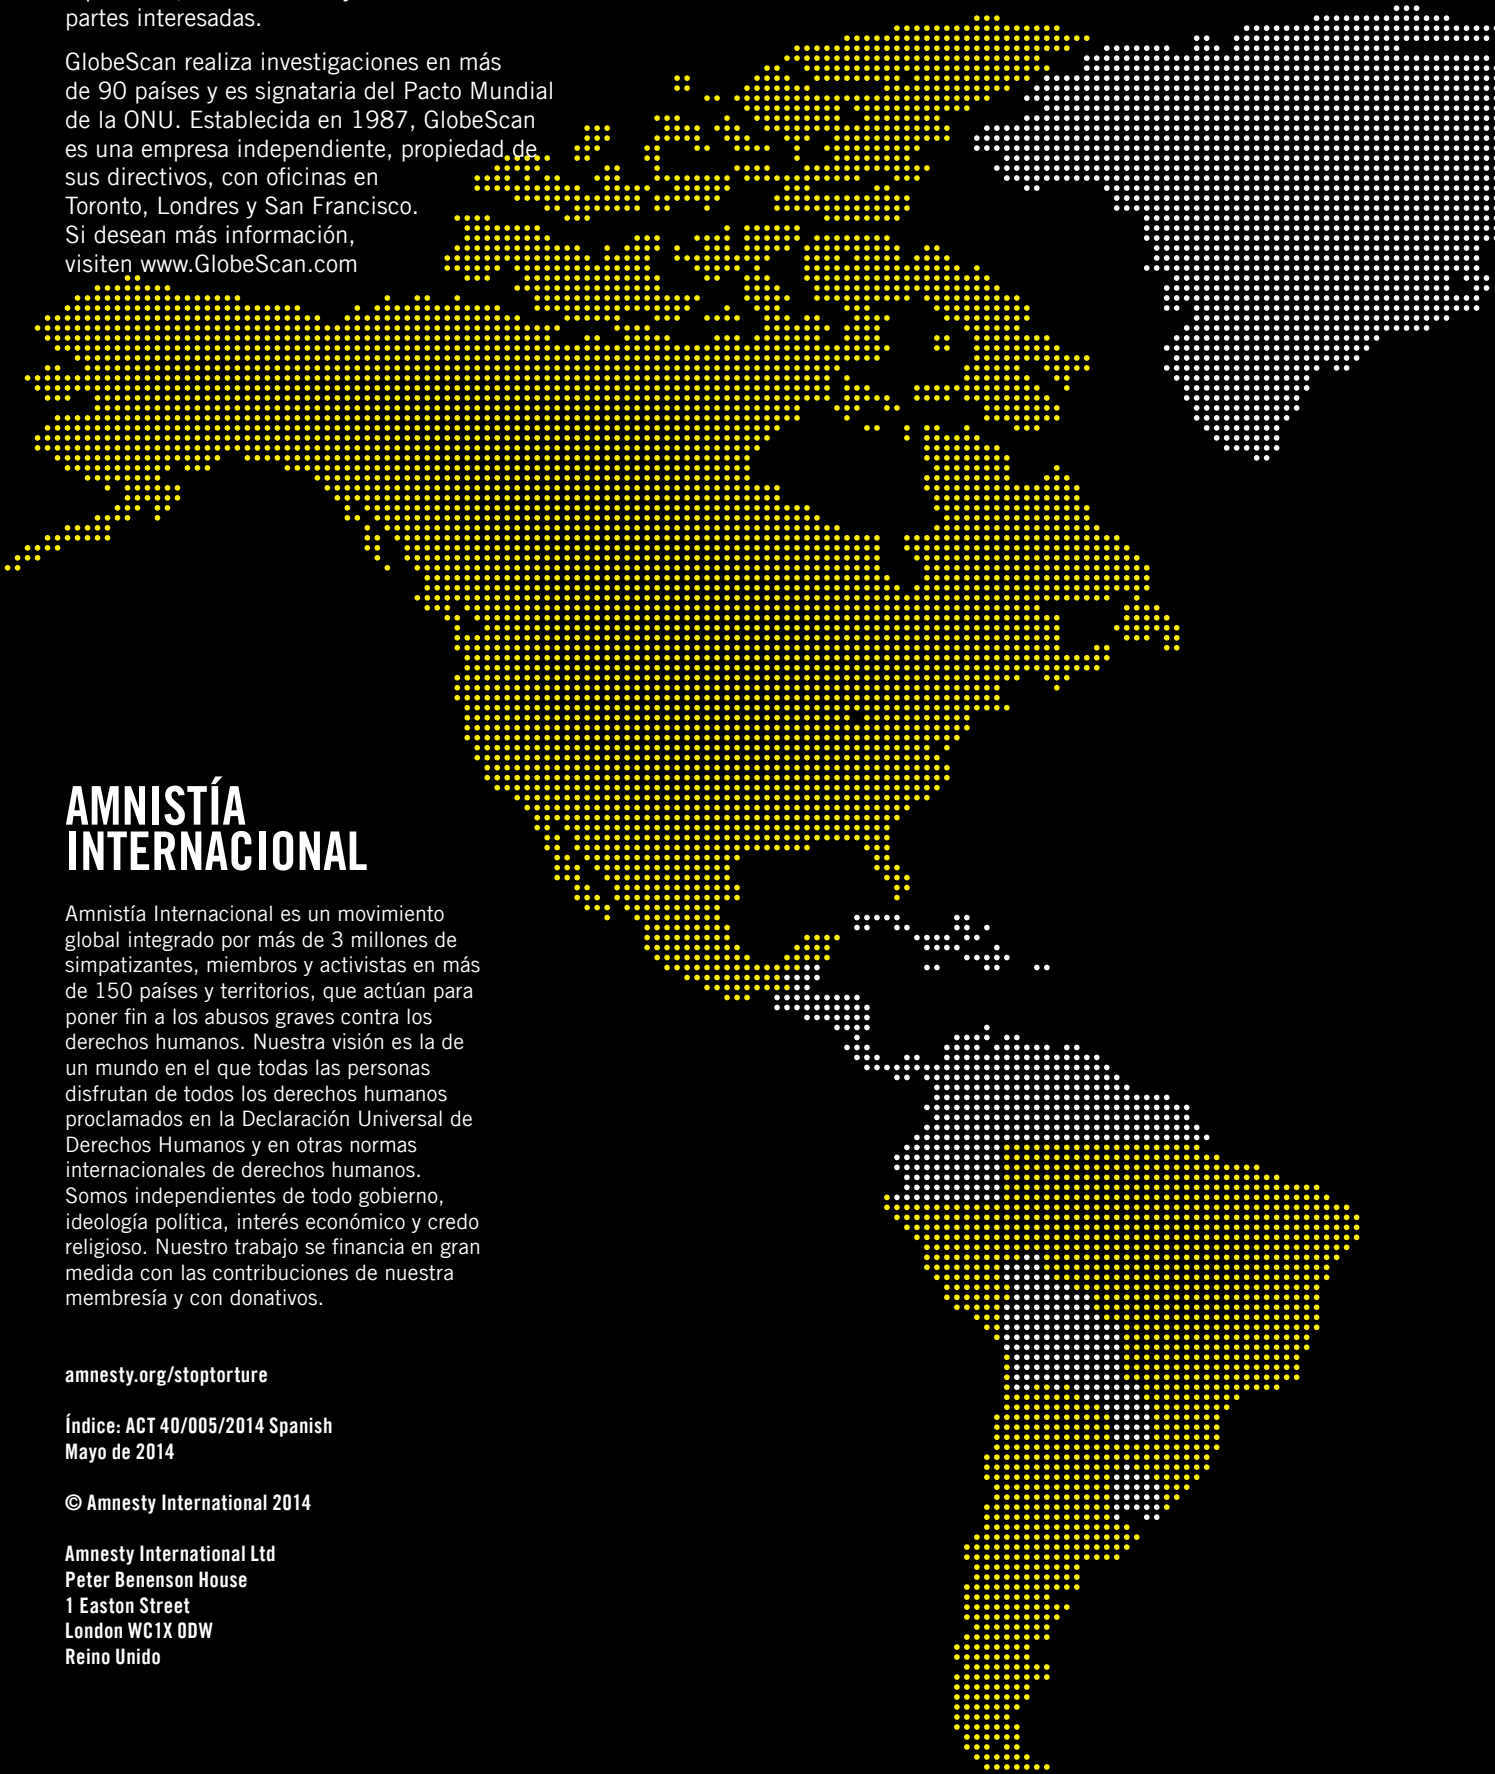 partes interesadas.
GlobeScan realiza investigaciones en más
de 90 países y es signataria del Pacto Mundial
de la ONU. Establecida en 1987, GlobeScan
es una empresa independiente, propiedad de
sus directivos, con oficinas en
Toronto, Londres y San Francisco.
Si desean más información,
visiten www.GlobeScan.com
AMNISTÍA
INTERNACIONAL
Amnistía Internacional es un movimiento
global integrado por más de 3 millones de
simpatizantes, miembros y activistas en más
de 150 países y territorios, que actúan para
poner fin a los abusos graves contra los
derechos humanos. Nuestra visión es la de
un mundo en el que todas las personas
disfrutan de todos los derechos humanos
proclamados en la Declaración Universal de
Derechos Humanos y en otras normas
internacionales de derechos humanos.
Somos independientes de todo gobierno,
ideología política, interés económico y credo
religioso. Nuestro trabajo se financia en gran
medida con las contribuciones de nuestra
membresía y con donativos.
amnesty.org/stoptorture
Índice: ACT 40/005/2014 Spanish
Mayo de 2014
© Amnesty International 2014
Amnesty International Ltd
Peter Benenson House
1 Easton Street
London WC1X 0DW
Reino Unido